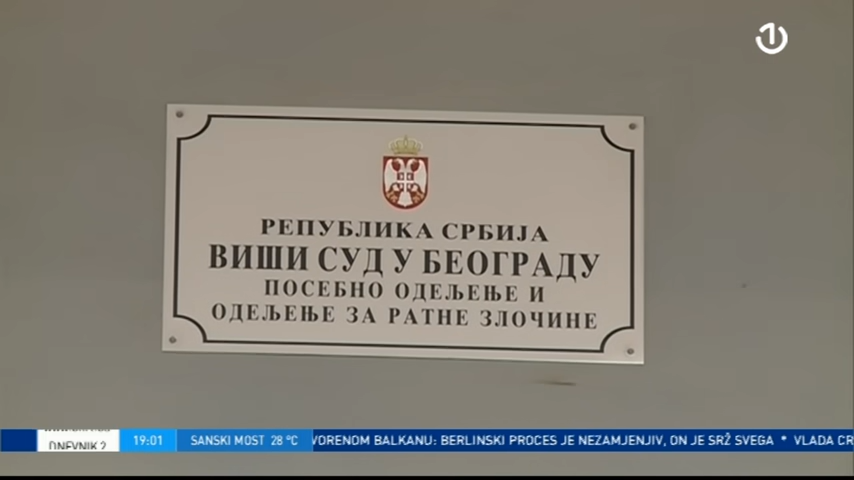 1
РЕПУБЛИКА СРБИЈА
ВИШИ СУД У БЕОГРАДУ
ПОСЕБНО ОДЕЉЕЊЕ И
ОДЕЉЕЊЕ ЗА РАТНЕ ЗЛОЧИНЕ
DNEVNIK 2 19:01 SANSKI MOST 28 °C VORENOM BALKANU: BERLINSKI PROCES JE NEZAMJENJIV, ON JE SRŽ SVEGA * VLADA CR